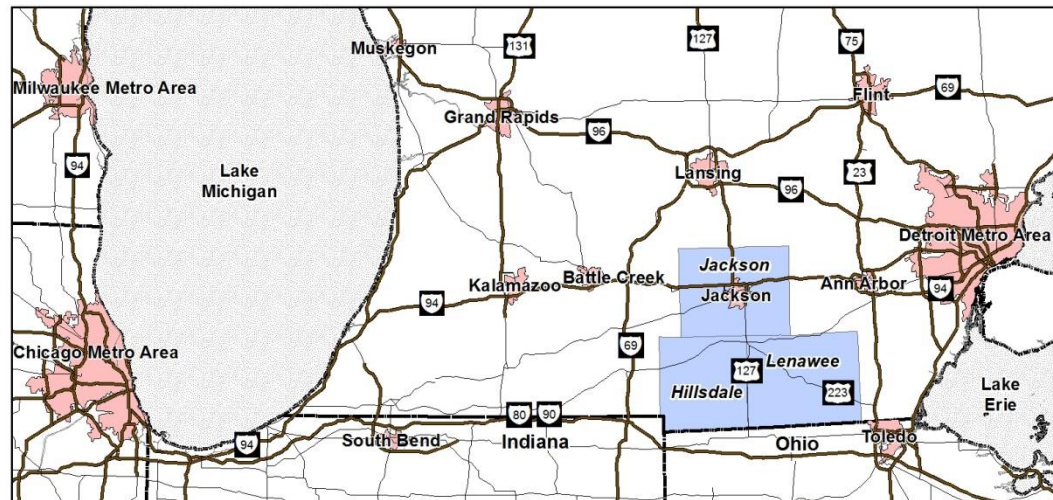 Muskegon
131
127
75
Milwaukee Metro Area
Flint
69
Grand Rapids
96
94
Lake
Michigan
Lansing
23
96
Detroit Metro Area
Jackson
Kalamazoo
Battle Creek
Jackson
Ann Arbor
94
94
Chicago Metro Area
69
Lenawee
127
Hillsdale
223
Lake
Erie
80
90
94
South Bend
Indiana
Ohio
Toledo